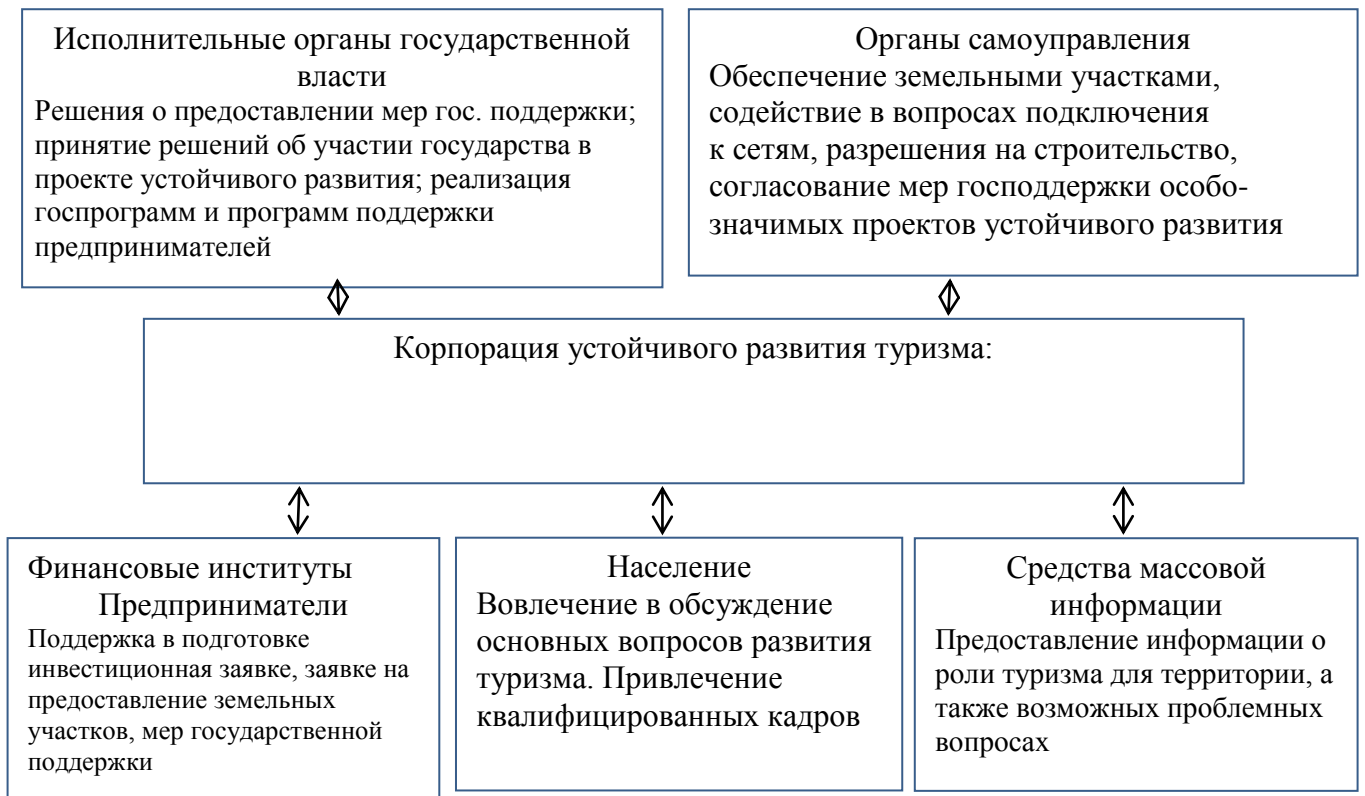 Исполнительные органы государственной
власти
Решения о предоставлении мер гос. поддержки;
принятие решений об участии государства в
проекте устойчивого развития; реализация
госпрограмм и программ поддержки
предпринимателей
Органы самоуправления
Обеспечение земельными участками,
содействие в вопросах подключения
к сетям, разрешения на строительство,
согласование мер господдержки особо-
значимых проектов устойчивого развития
Корпорация устойчивого развития туризма:
Финансовые институты
Предприниматели
Поддержка в подготовке
инвестиционная заявке, заявке на
предоставление земельных
участков, мер государственной
поддержки
Население
Вовлечение в обсуждение
основных вопросов развития
туризма. Привлечение
квалифицированных кадров
Средства массовой
информации
Предоставление информации о
роли туризма для территории, а
также возможных проблемных
вопросах